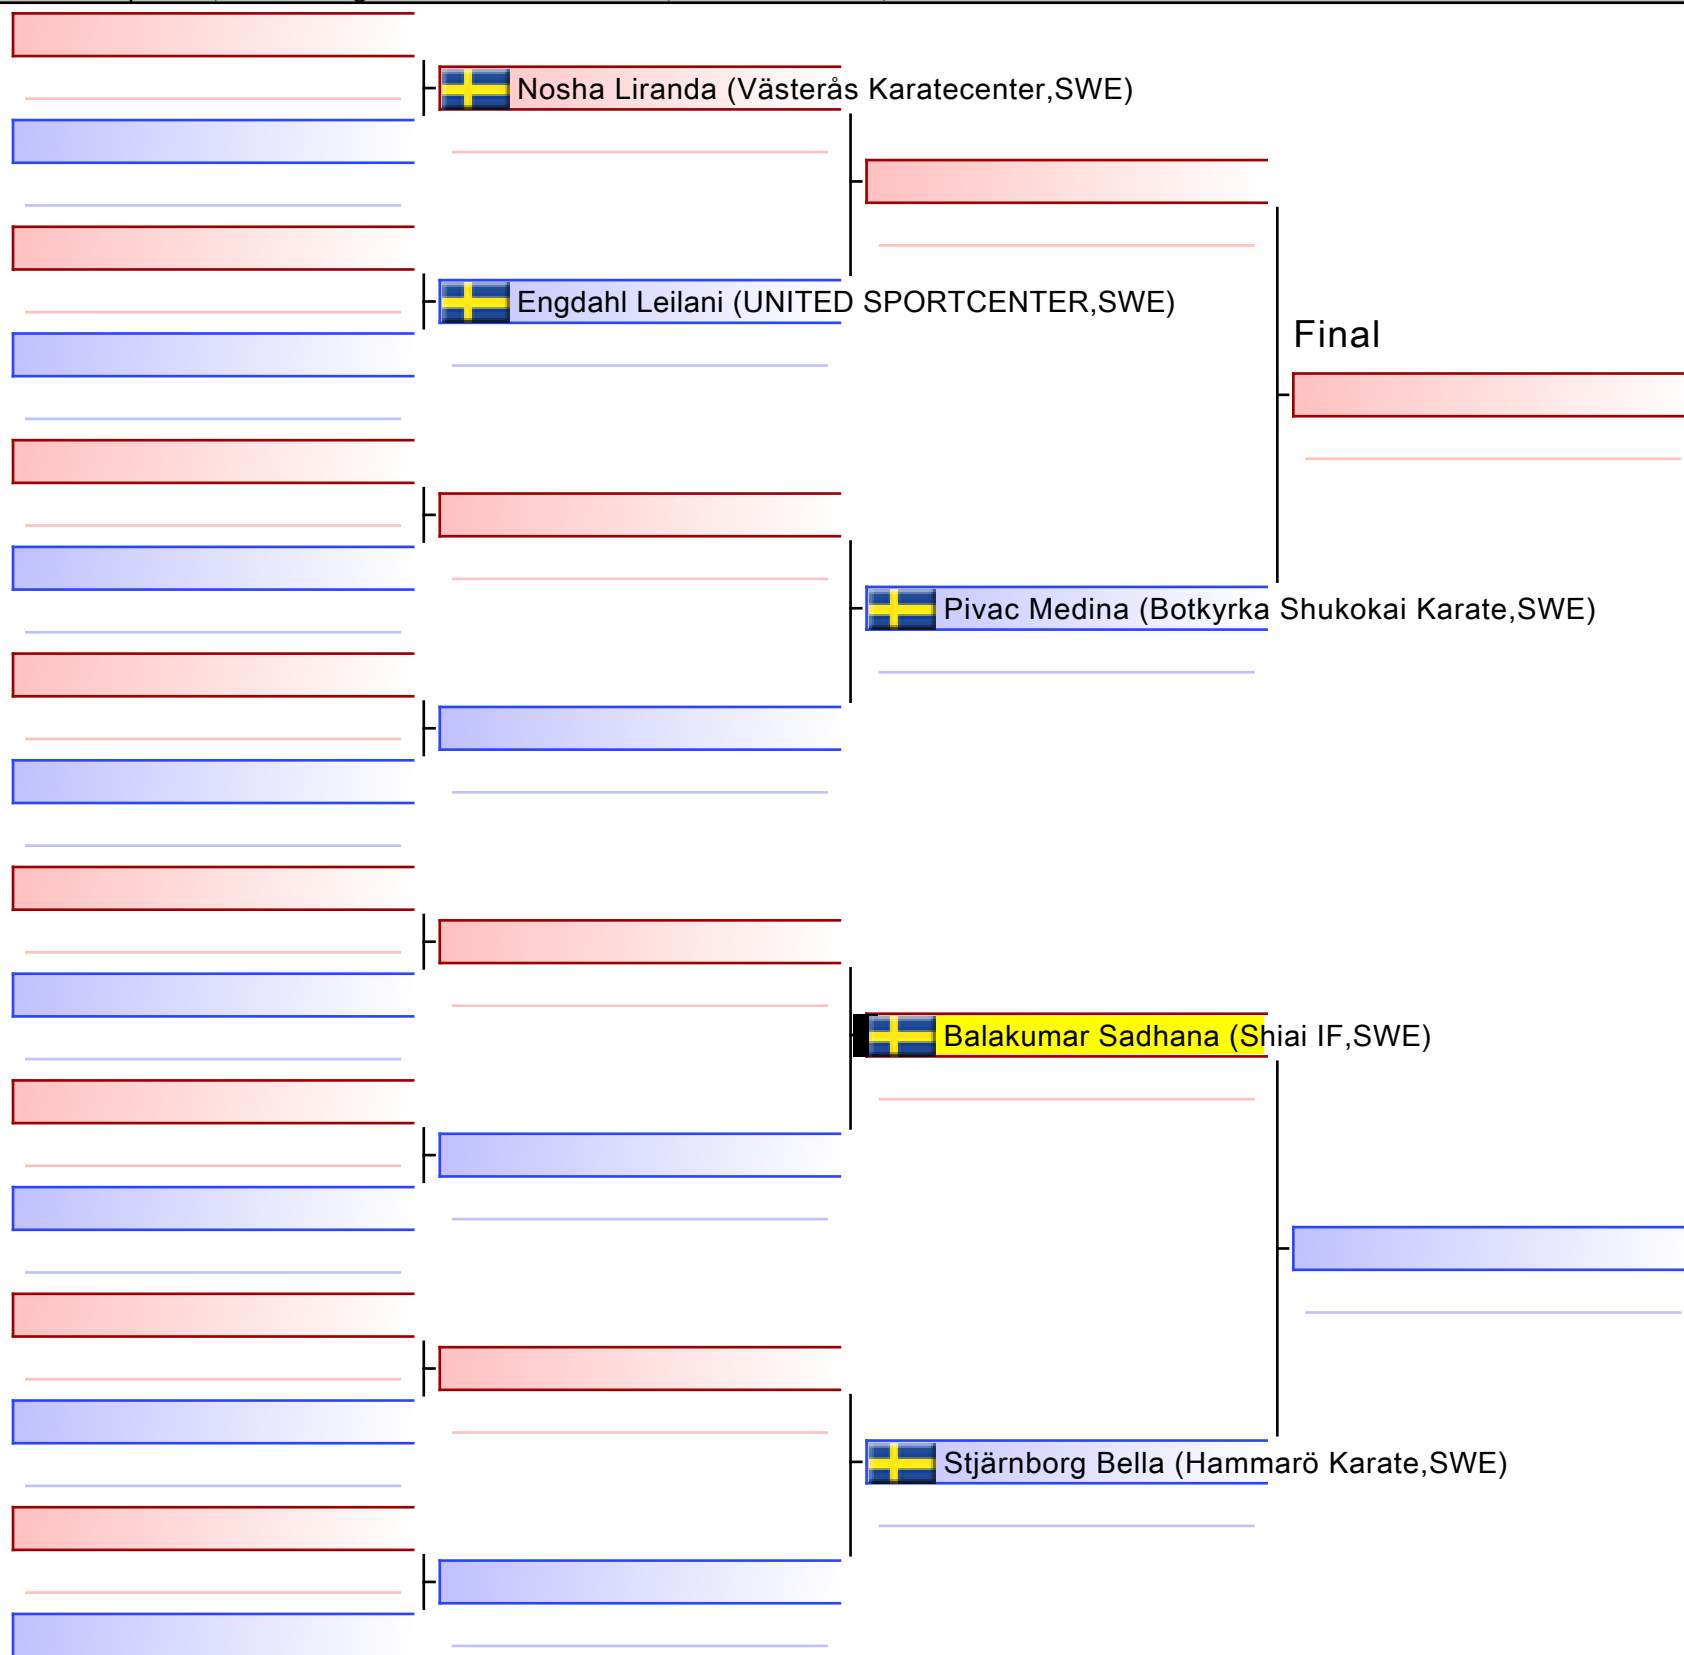 Nosha Liranda (Västerås Karatecenter,SWE)
Engdahl Leilani (UNITED SPORTCENTER,SWE)
Final
Pivac Medina (Botkyrka Shukokai Karate,SWE)
Balakumar Sadhana (Shiai IF,SWE)
Stjärnborg Bella (Hammarö Karate,SWE)